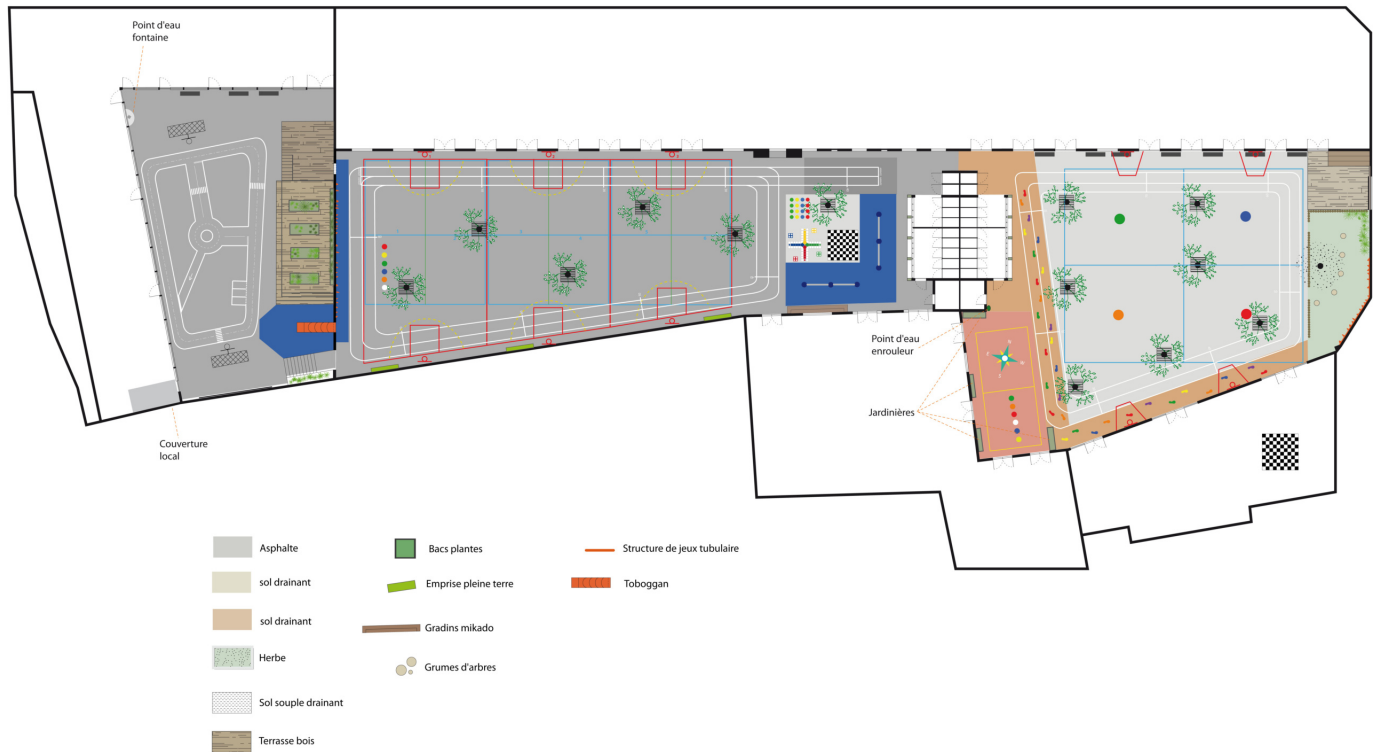 Point d'eau
fontaine
Point d'eau
enrouleur
Jardinières
Couverture
local
Asphalte
sol drainant
sol drainant
Herbe
Sol souple drainant
Terrasse bois
Bacs plantes
Emprise pleine terre
Gradins mikado
Grumes d'arbres
Structure de jeux tubulaire
Toboggan